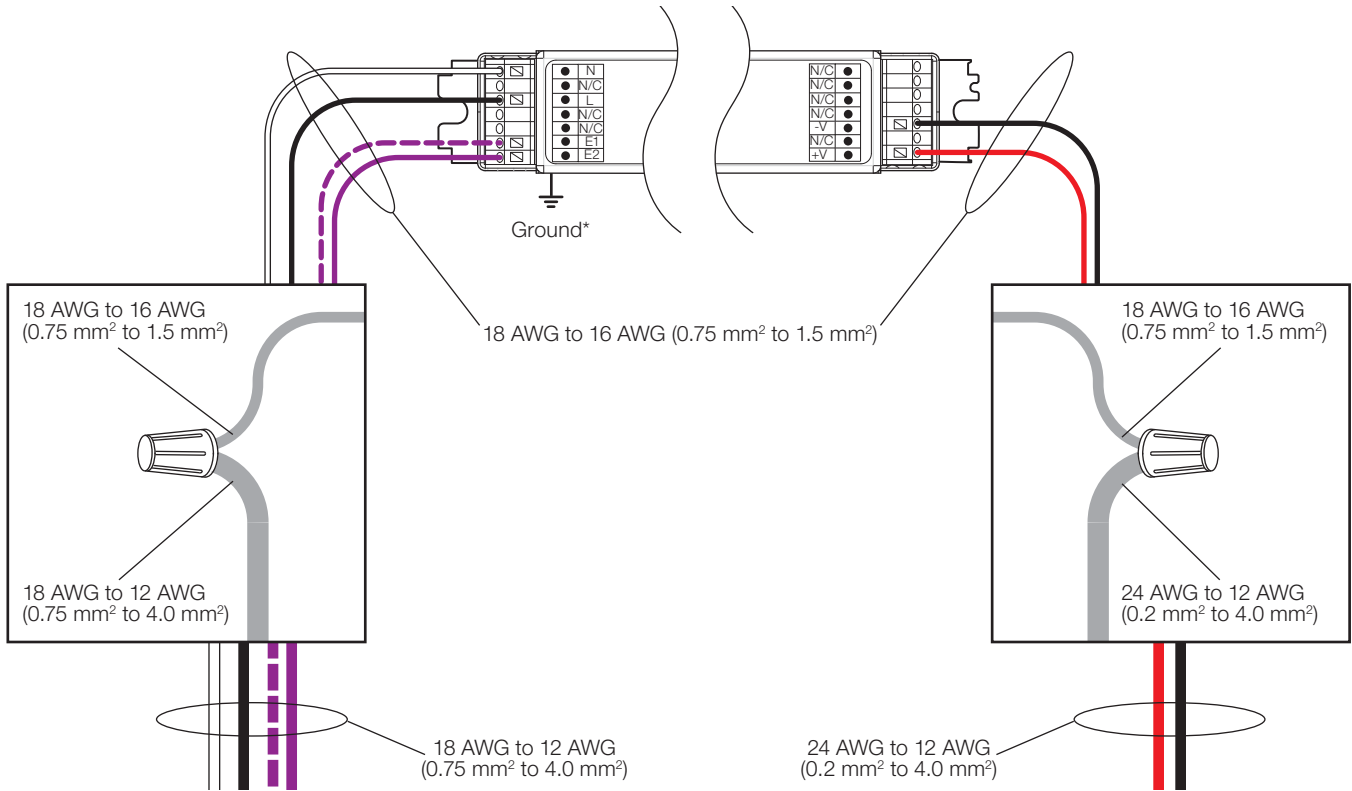 N
N/C
L
N/C
N/C
E1
E2
N/C
N/C
N/C
N/C
-V
N/C
+V
Ground*
18 AWG to 16 AWG
(0.75 mm² to 1.5 mm²)
18 AWG to 16 AWG (0.75 mm² to 1.5 mm²)
18 AWG to 16 AWG
(0.75 mm² to 1.5 mm²)
18 AWG to 12 AWG
(0.75 mm² to 4.0 mm²)
24 AWG to 12 AWG
(0.2 mm² to 4.0 mm²)
18 AWG to 12 AWG
(0.75 mm² to 4.0 mm²)
24 AWG to 12 AWG
(0.2 mm² to 4.0 mm²)